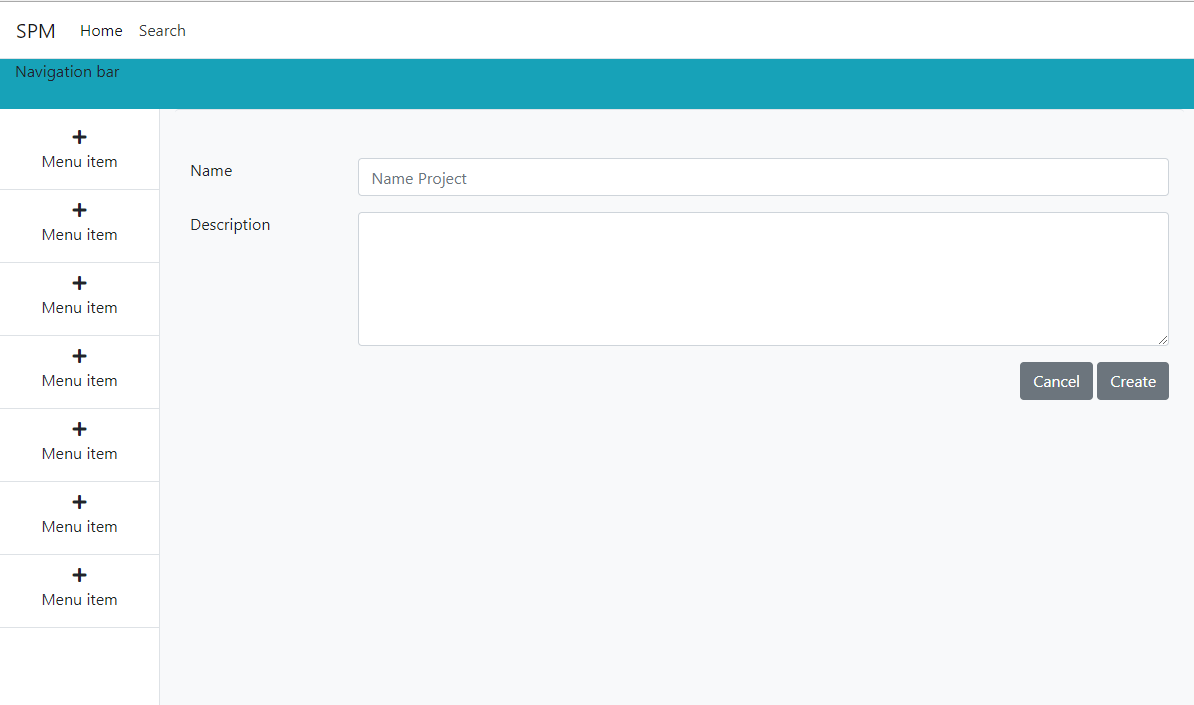 SPM Home Search
Navigation bar
Menu item
Name Name Project
Description
Menu item
Menu item
Menu item
Cancel Create
Menu item
Menu item
Menu item